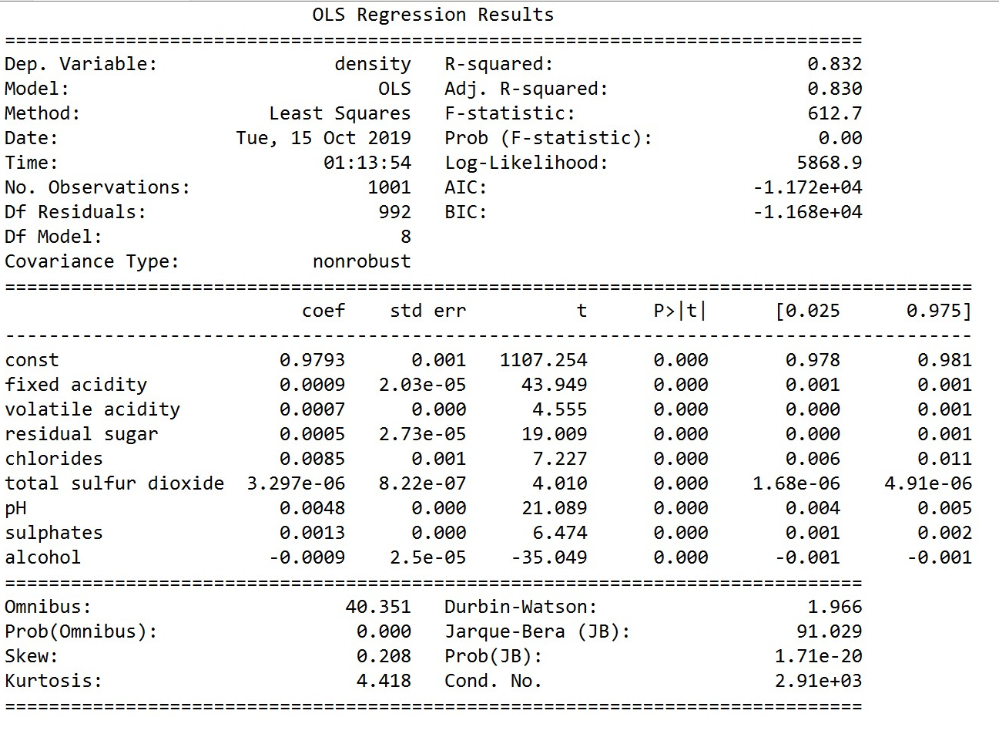 OLS Regression Results
==============================================================================
Dep. Variable:                density   R-squared:                       0.832
Model:                            OLS   Adj. R-squared:                  0.830
Method:                 Least Squares   F-statistic:                     612.7
Date:                Tue, 15 Oct 2019   Prob (F-statistic):               0.00
Time:                        01:13:54   Log-Likelihood:                 5868.9
No. Observations:                1001   AIC:                        -1.172e+04
Df Residuals:                     992   BIC:                        -1.168e+04
Df Model:                           8
Covariance Type:            nonrobust
========================================================================================
                           coef    std err          t      P>|t|      [0.025      0.975]
----------------------------------------------------------------------------------------
const                    0.9793      0.001   1107.254      0.000       0.978       0.981
fixed acidity            0.0009   2.03e-05     43.949      0.000       0.001       0.001
volatile acidity         0.0007      0.000      4.555      0.000       0.000       0.001
residual sugar           0.0005   2.73e-05     19.009      0.000       0.000       0.001
chlorides                0.0085      0.001      7.227      0.000       0.006       0.011
total sulfur dioxide  3.297e-06   8.22e-07      4.010      0.000    1.68e-06    4.91e-06
pH                       0.0048      0.000     21.089      0.000       0.004       0.005
sulphates                0.0013      0.000      6.474      0.000       0.001       0.002
alcohol                 -0.0009    2.5e-05    -35.049      0.000      -0.001      -0.001
==============================================================================
Omnibus:                       40.351   Durbin-Watson:                   1.966
Prob(Omnibus):                  0.000   Jarque-Bera (JB):               91.029
Skew:                           0.208   Prob(JB):                     1.71e-20
Kurtosis:                       4.418   Cond. No.                     2.91e+03
==============================================================================